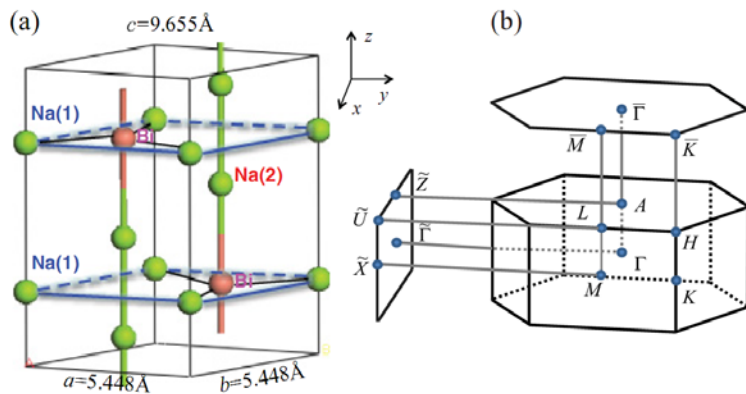 (a)
c=9.655Å
(b)
z
y
x
Na(1)
Bi
Na(2)
Na(1)
Bi
a=5.448Å
b=5.448Å
Γ̅
M̅
K̅
Z̃
A
Ũ
L
H
Γ̃
Γ
X̃
M
K